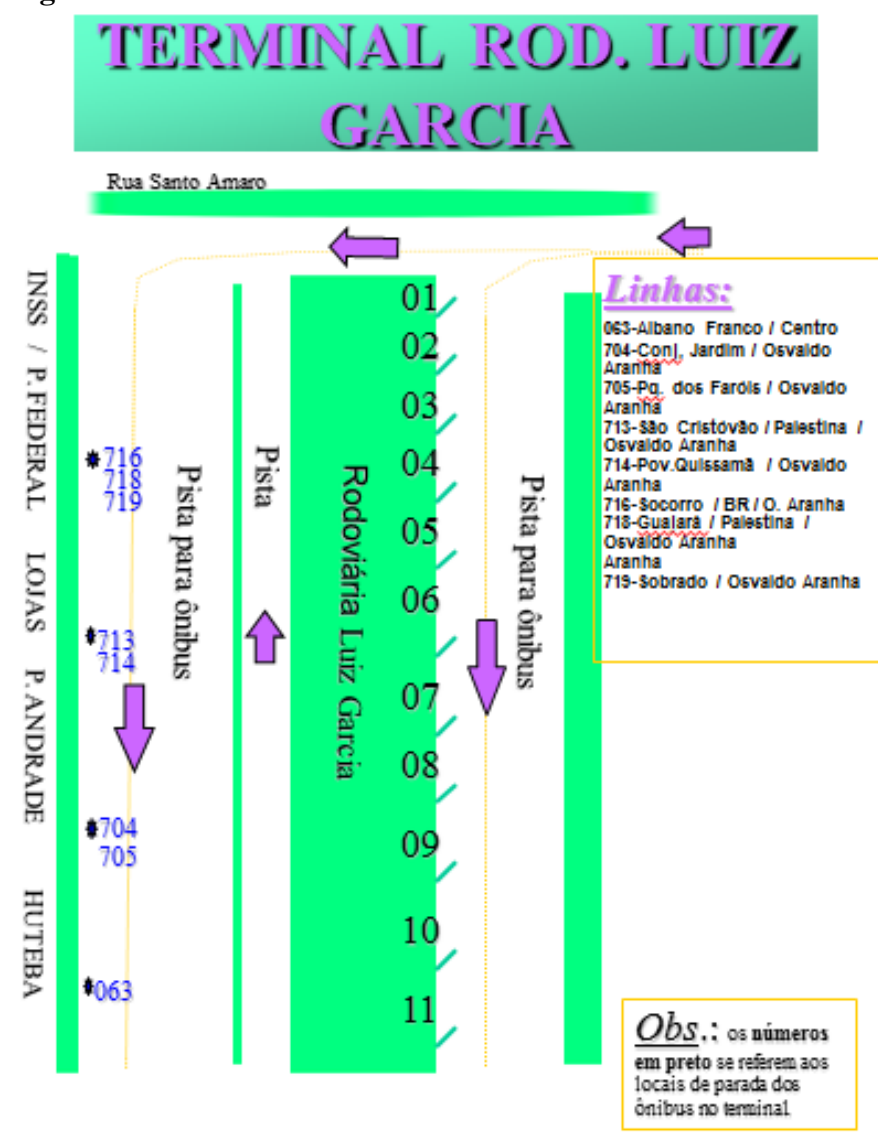 g
TERMINAL ROD. LUIZ
GARCIA
Rua Santo Amaro
INSS / P. FEDERAL LOJAS P. ANDRADE HUTEBA
716
718
719
713
714
704
705
063
Pista para ônibus
Pista
Rodoviária Luiz Garcia
01
02
03
04
05
06
07
08
09
10
11
Pista para ônibus
Linhas:
063-Albano Franco / Centro
704-Conj, Jardim / Osvaldo
Aranha
705-Pq. dos Faróis / Osvaldo
Aranha
713-São Cristóvão / Palestina /
Osvaldo Aranha
714-Pov.Quissamã / Osvaldo
Aranha
716-Socorro / BR / O. Aranha
718-Guajará / Palestina /
Osvaldo Aranha
Aranha
719-Sobrado / Osvaldo Aranha
Obs.: os números
em preto se referem aos
locais de parada dos
ônibus no terminal